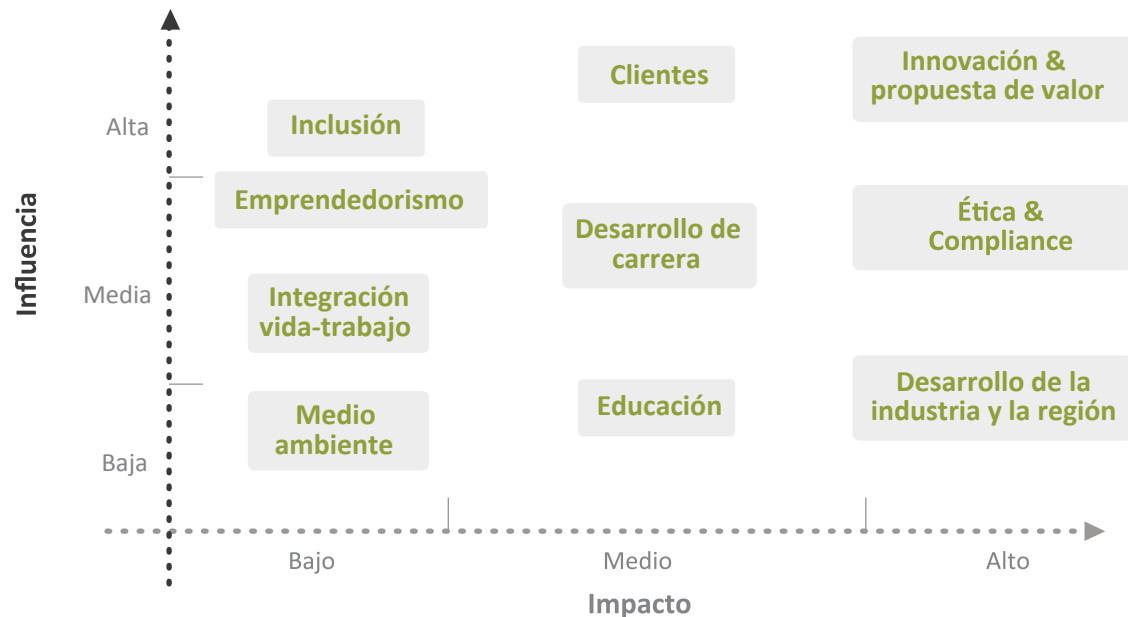 Influencia
Alta
Media
Baja
Clientes
Innovación &
propuesta de valor
Inclusión
Emprendedorismo
Desarrollo de
carrera
Ética &
Compliance
Integración
vida-trabajo
Medio
ambiente
Educación
Desarrollo de la
industria y la región
Bajo
Medio
Alto
Impacto